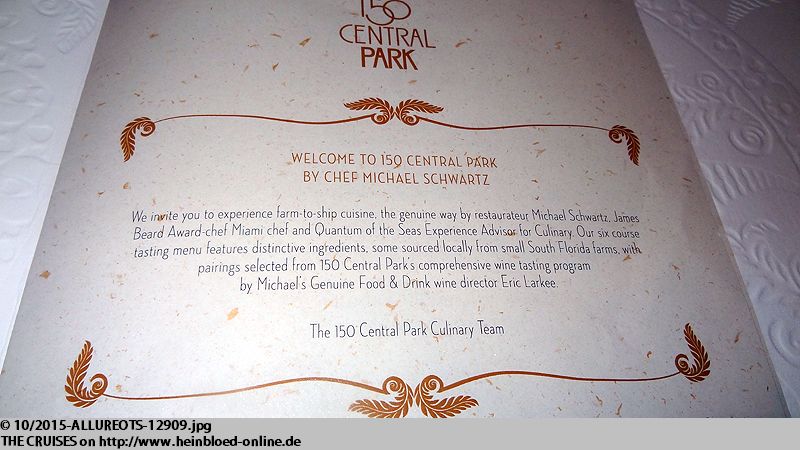 150
CENTRAL
PARK
WELCOME TO 150 CENTRAL PARK
BY CHEF MICHAEL SCHWARTZ
We invite you to experience farm-to-ship cuisine, the genuine way by restaurateur Michael Schwartz, James
Beard Award-chef Miami chef and Quantum of the Seas Experience Advisor for Culinary. Our six course
tasting menu features distinctive ingredients, some sourced locally from small South Florida farms, with
pairings selected from 150 Central Park's comprehensive wine tasting program
by Michael's Genuine Food & Drink wine director Eric Larkee.
The 150 Central Park Culinary Team
© 10/2015-ALLUREOTS-12909.jpg
THE CRUISES on http://www.heinbloed-online.de